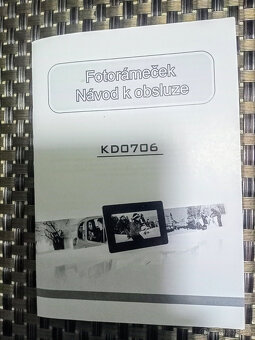 Fotorámeček
Návod k obsluze
KD0706